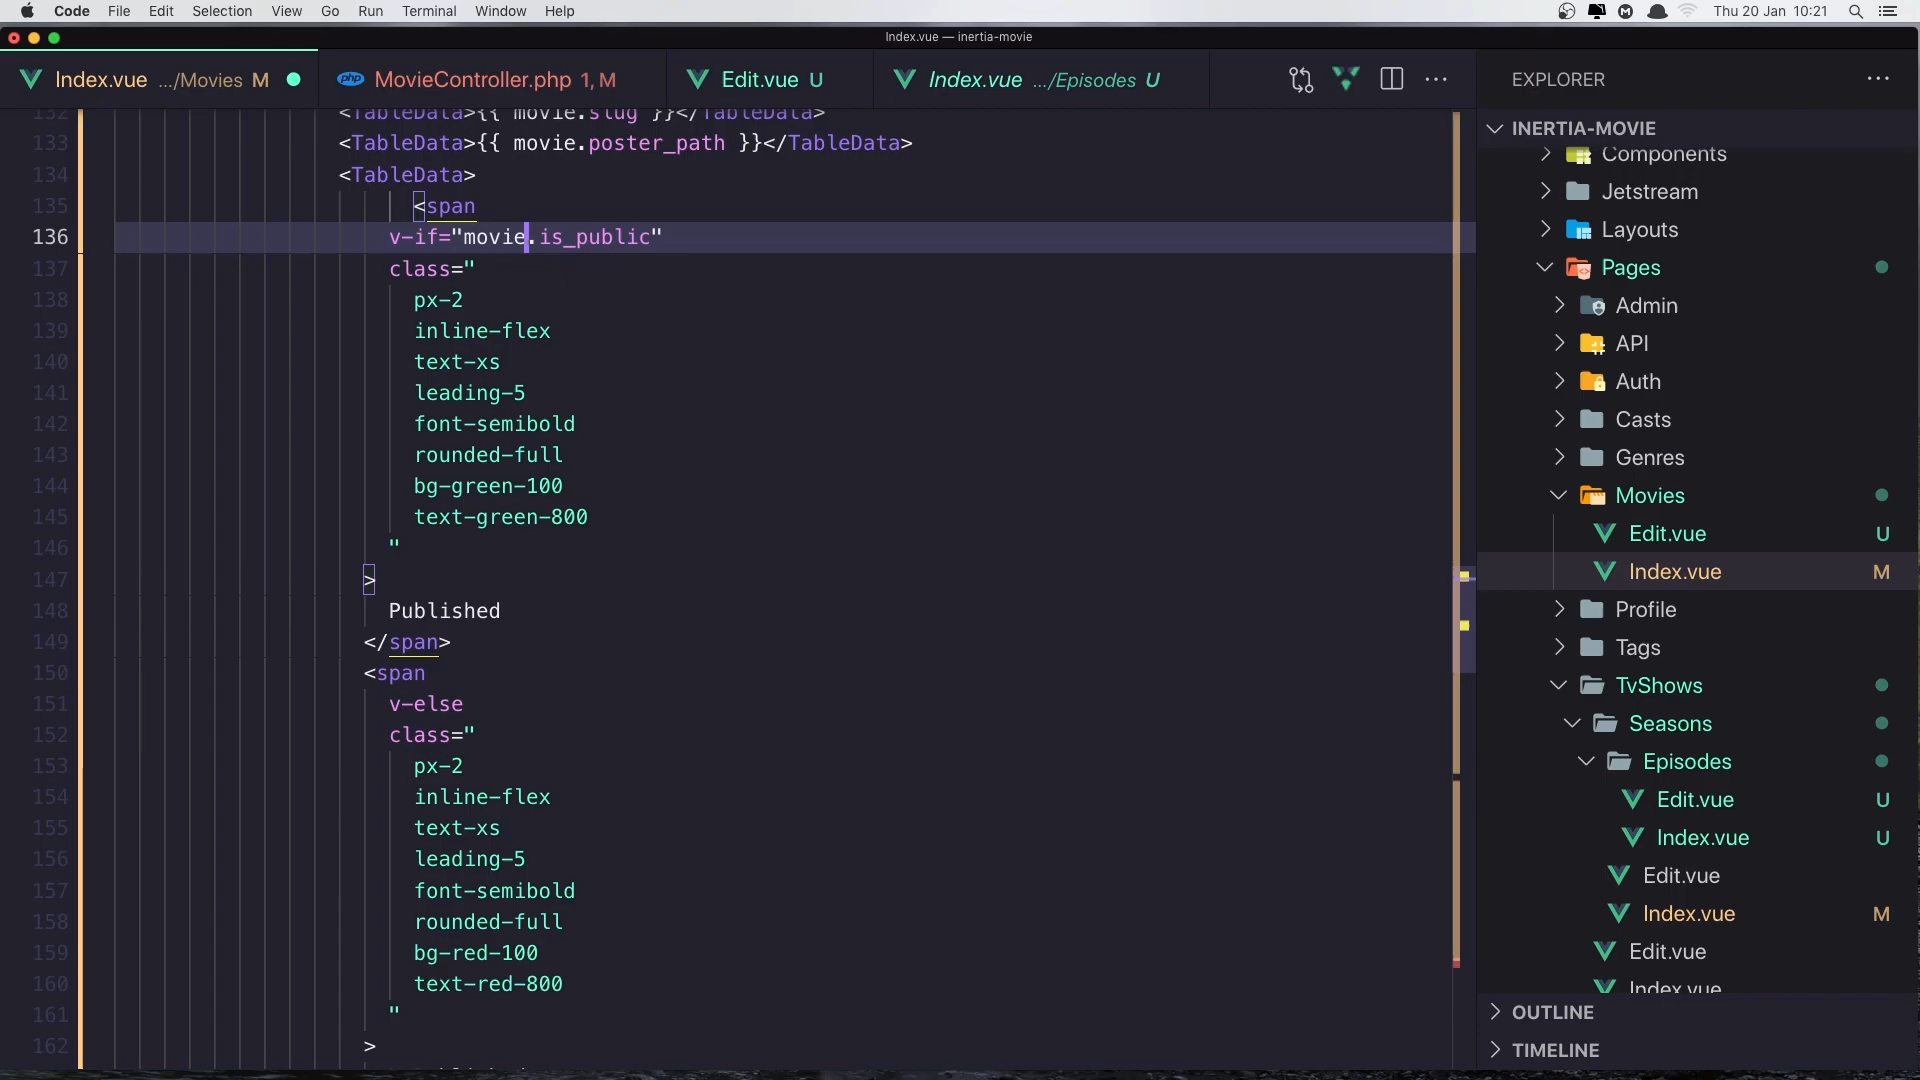 Code File Edit Selection View Go Run Terminal Window Help Thu 20 Jan 10:21
Index.vue — inertia-movie
Index.vue .../Movies M MovieController.php 1, M Edit.vue U Index.vue .../Episodes U
132 <TableData>{{ movie.slug }}</TableData>
133 <TableData>{{ movie.poster_path }}</TableData>
134 <TableData>
135 <span
136 v-if="movie.is_public"
137 class="
138 px-2
139 inline-flex
140 text-xs
141 leading-5
142 font-semibold
143 rounded-full
144 bg-green-100
145 text-green-800
146 "
147 >
148 Published
149 </span>
150 <span
151 v-else
152 class="
153 px-2
154 inline-flex
155 text-xs
156 leading-5
157 font-semibold
158 rounded-full
159 bg-red-100
160 text-red-800
161 "
162 >
EXPLORER
INERTIA-MOVIE
Components
Jetstream
Layouts
Pages
Admin
API
Auth
Casts
Genres
Movies
Edit.vue U
Index.vue M
Profile
Tags
TvShows
Seasons
Episodes
Edit.vue U
Index.vue U
Edit.vue
Index.vue M
Edit.vue
Index.vue
OUTLINE
TIMELINE